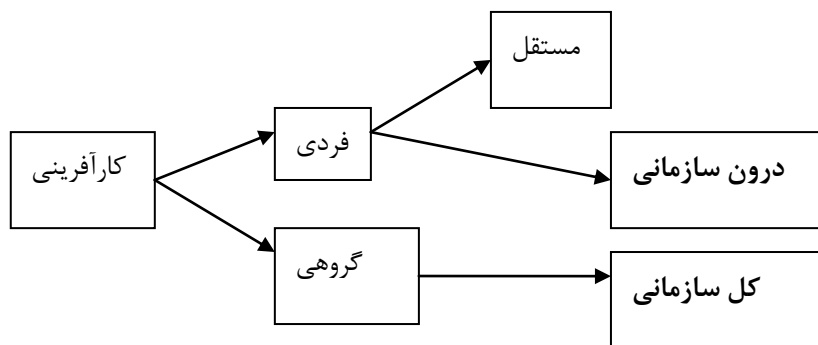 مستقل
کارآفرینی
فردی
درون سازمانی
گروهی
کل سازمانی